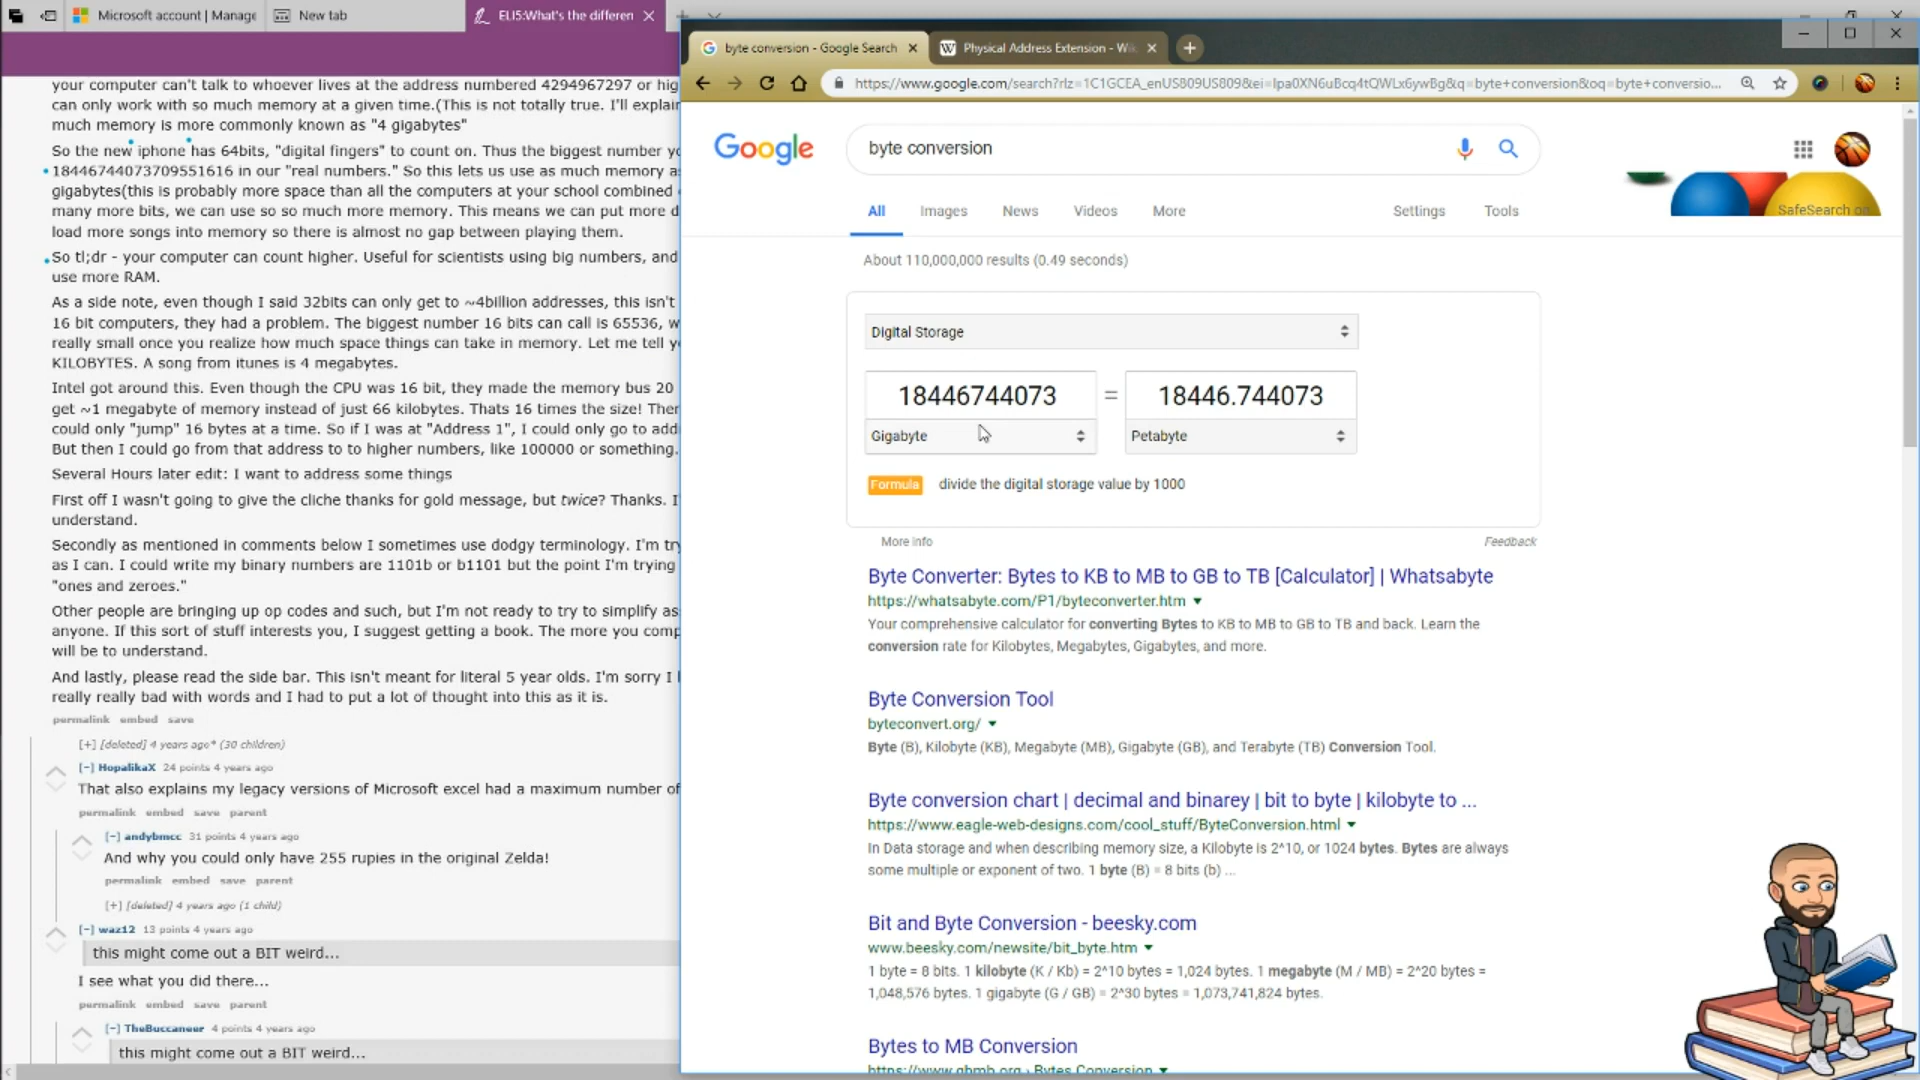 Microsoft account | Manage
New tab
ELI5:What's the differen
your computer can't talk to whoever lives at the address numbered 4294967297 or hig
can only work with so much memory at a given time.(This is not totally true. I'll explain
much memory is more commonly known as "4 gigabytes"
So the new iphone has 64bits, "digital fingers" to count on. Thus the biggest number yo
18446744073709551616 in our "real numbers." So this lets us use as much memory a
gigabytes(this is probably more space than all the computers at your school combined
many more bits, we can use so so much more memory. This means we can put more d
load more songs into memory so there is almost no gap between playing them.
So tl;dr - your computer can count higher. Useful for scientists using big numbers, and
use more RAM.
As a side note, even though I said 32bits can only get to ~4billion addresses, this isn't
16 bit computers, they had a problem. The biggest number 16 bits can call is 65536, w
really small once you realize how much space things can take in memory. Let me tell y
KILOBYTES. A song from itunes is 4 megabytes.
Intel got around this. Even though the CPU was 16 bit, they made the memory bus 20
get ~1 megabyte of memory instead of just 66 kilobytes. Thats 16 times the size! Ther
could only "jump" 16 bytes at a time. So if I was at "Address 1", I could only go to add
But then I could go from that address to to higher numbers, like 100000 or something.
Several Hours later edit: I want to address some things
First off I wasn't going to give the cliche thanks for gold message, but twice? Thanks. I'
understand.
Secondly as mentioned in comments below I sometimes use dodgy terminology. I'm try
as I can. I could write my binary numbers are 1101b or b1101 but the point I'm trying
"ones and zeroes."
Other people are bringing up op codes and such, but I'm not ready to try to simplify as
anyone. If this sort of stuff interests you, I suggest getting a book. The more you comp
will be to understand.
And lastly, please read the side bar. This isn't meant for literal 5 year olds. I'm sorry I
really really bad with words and I had to put a lot of thought into this as it is.
permalink embed save
[+] [deleted] 4 years ago* (30 children)
[–] HopalikaX 24 points 4 years ago
That also explains my legacy versions of Microsoft excel had a maximum number of
permalink embed save parent
[–] andybmcc 31 points 4 years ago
And why you could only have 255 rupies in the original Zelda!
permalink embed save parent
[+] [deleted] 4 years ago (1 child)
[–] waz12 13 points 4 years ago
this might come out a BIT weird...
I see what you did there...
permalink embed save parent
[–] TheBuccaneer 4 points 4 years ago
this might come out a BIT weird...
byte conversion - Google Search
Physical Address Extension - Wik
https://www.google.com/search?rlz=1C1GCEA_enUS809US809&ei=Ipa0XN6uBcq4tQWLx6ywBg&q=byte+conversion&oq=byte+conversio...
Google
byte conversion
All Images News Videos More Settings Tools
SafeSearch on
About 110,000,000 results (0.49 seconds)
Digital Storage
18446744073 = 18446.744073
Gigabyte Petabyte
Formula divide the digital storage value by 1000
More info Feedback
Byte Converter: Bytes to KB to MB to GB to TB [Calculator] | Whatsabyte
https://whatsabyte.com/P1/byteconverter.htm
Your comprehensive calculator for converting Bytes to KB to MB to GB to TB and back. Learn the
conversion rate for Kilobytes, Megabytes, Gigabytes, and more.
Byte Conversion Tool
byteconvert.org/
Byte (B), Kilobyte (KB), Megabyte (MB), Gigabyte (GB), and Terabyte (TB) Conversion Tool.
Byte conversion chart | decimal and binarey | bit to byte | kilobyte to ...
https://www.eagle-web-designs.com/cool_stuff/ByteConversion.html
In Data storage and when describing memory size, a Kilobyte is 2^10, or 1024 bytes. Bytes are always
some multiple or exponent of two. 1 byte (B) = 8 bits (b) ...
Bit and Byte Conversion - beesky.com
www.beesky.com/newsite/bit_byte.htm
1 byte = 8 bits. 1 kilobyte (K / Kb) = 2^10 bytes = 1,024 bytes. 1 megabyte (M / MB) = 2^20 bytes =
1,048,576 bytes. 1 gigabyte (G / GB) = 2^30 bytes = 1,073,741,824 bytes.
Bytes to MB Conversion
https://www.gbmb.org › Bytes Conversion